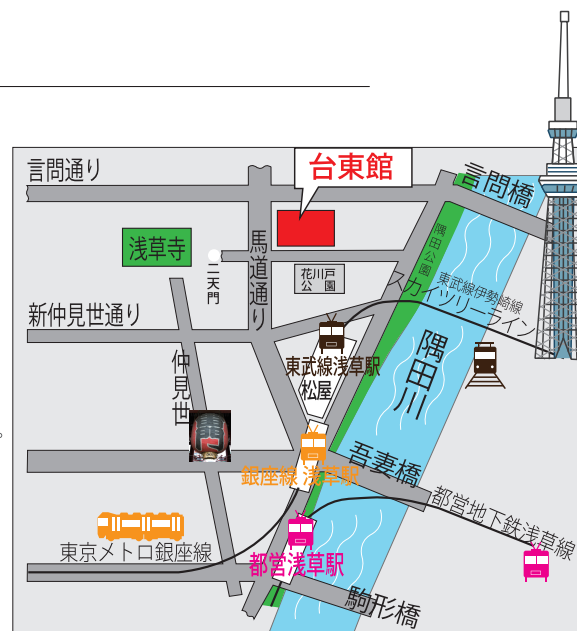 言問通り
台東館
言問橋
浅草寺
二天門
馬道通り
花川戸
公園
隅田公園
東武線伊勢崎線
スカイツリーライン
新仲見世通り
仲見世
東武線浅草駅
松屋
隅田川
銀座線 浅草駅
吾妻橋
都営地下鉄浅草線
東京メトロ銀座線
都営浅草駅
駒形橋
。